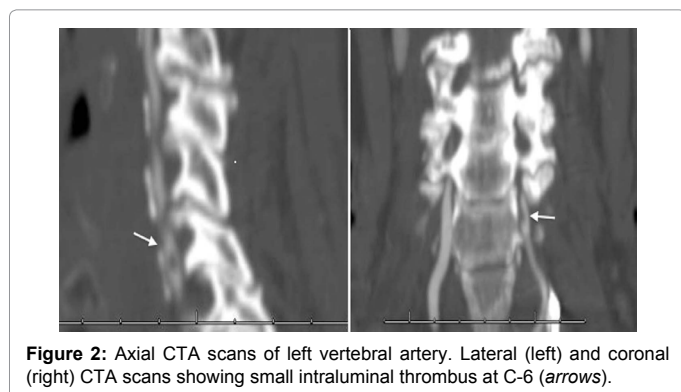 Figure 2: Axial CTA scans of left vertebral artery. Lateral (left) and coronal
(right) CTA scans showing small intraluminal thrombus at C-6 (arrows).